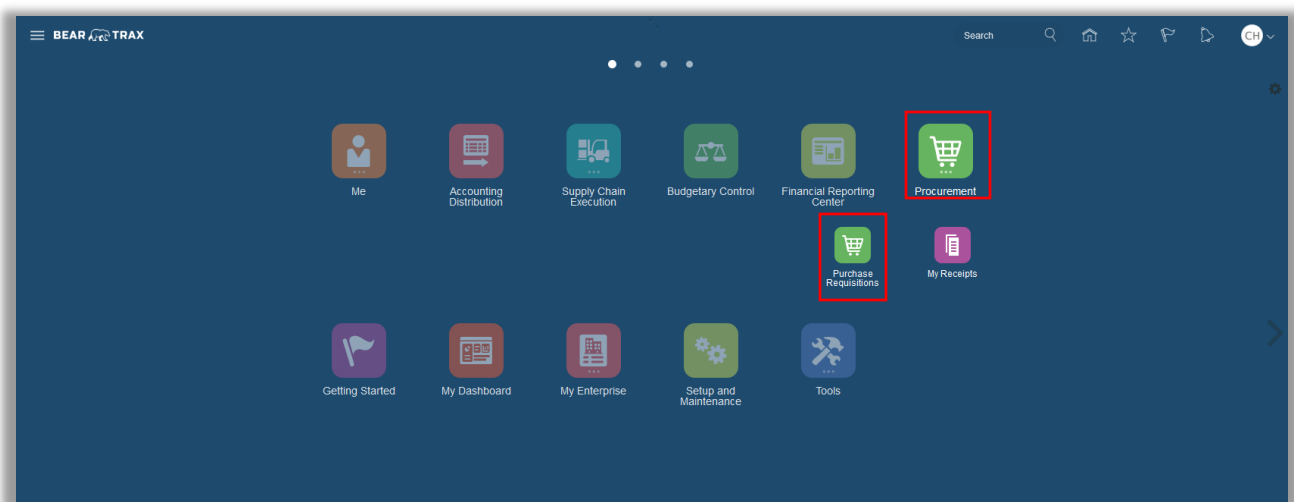 BEAR TRAX
Search
CH
Me
Accounting
Distribution
Supply Chain
Execution
Budgetary Control
Financial Reporting
Center
Procurement
Purchase
Requisitions
My Receipts
Getting Started
My Dashboard
My Enterprise
Setup and
Maintenance
Tools